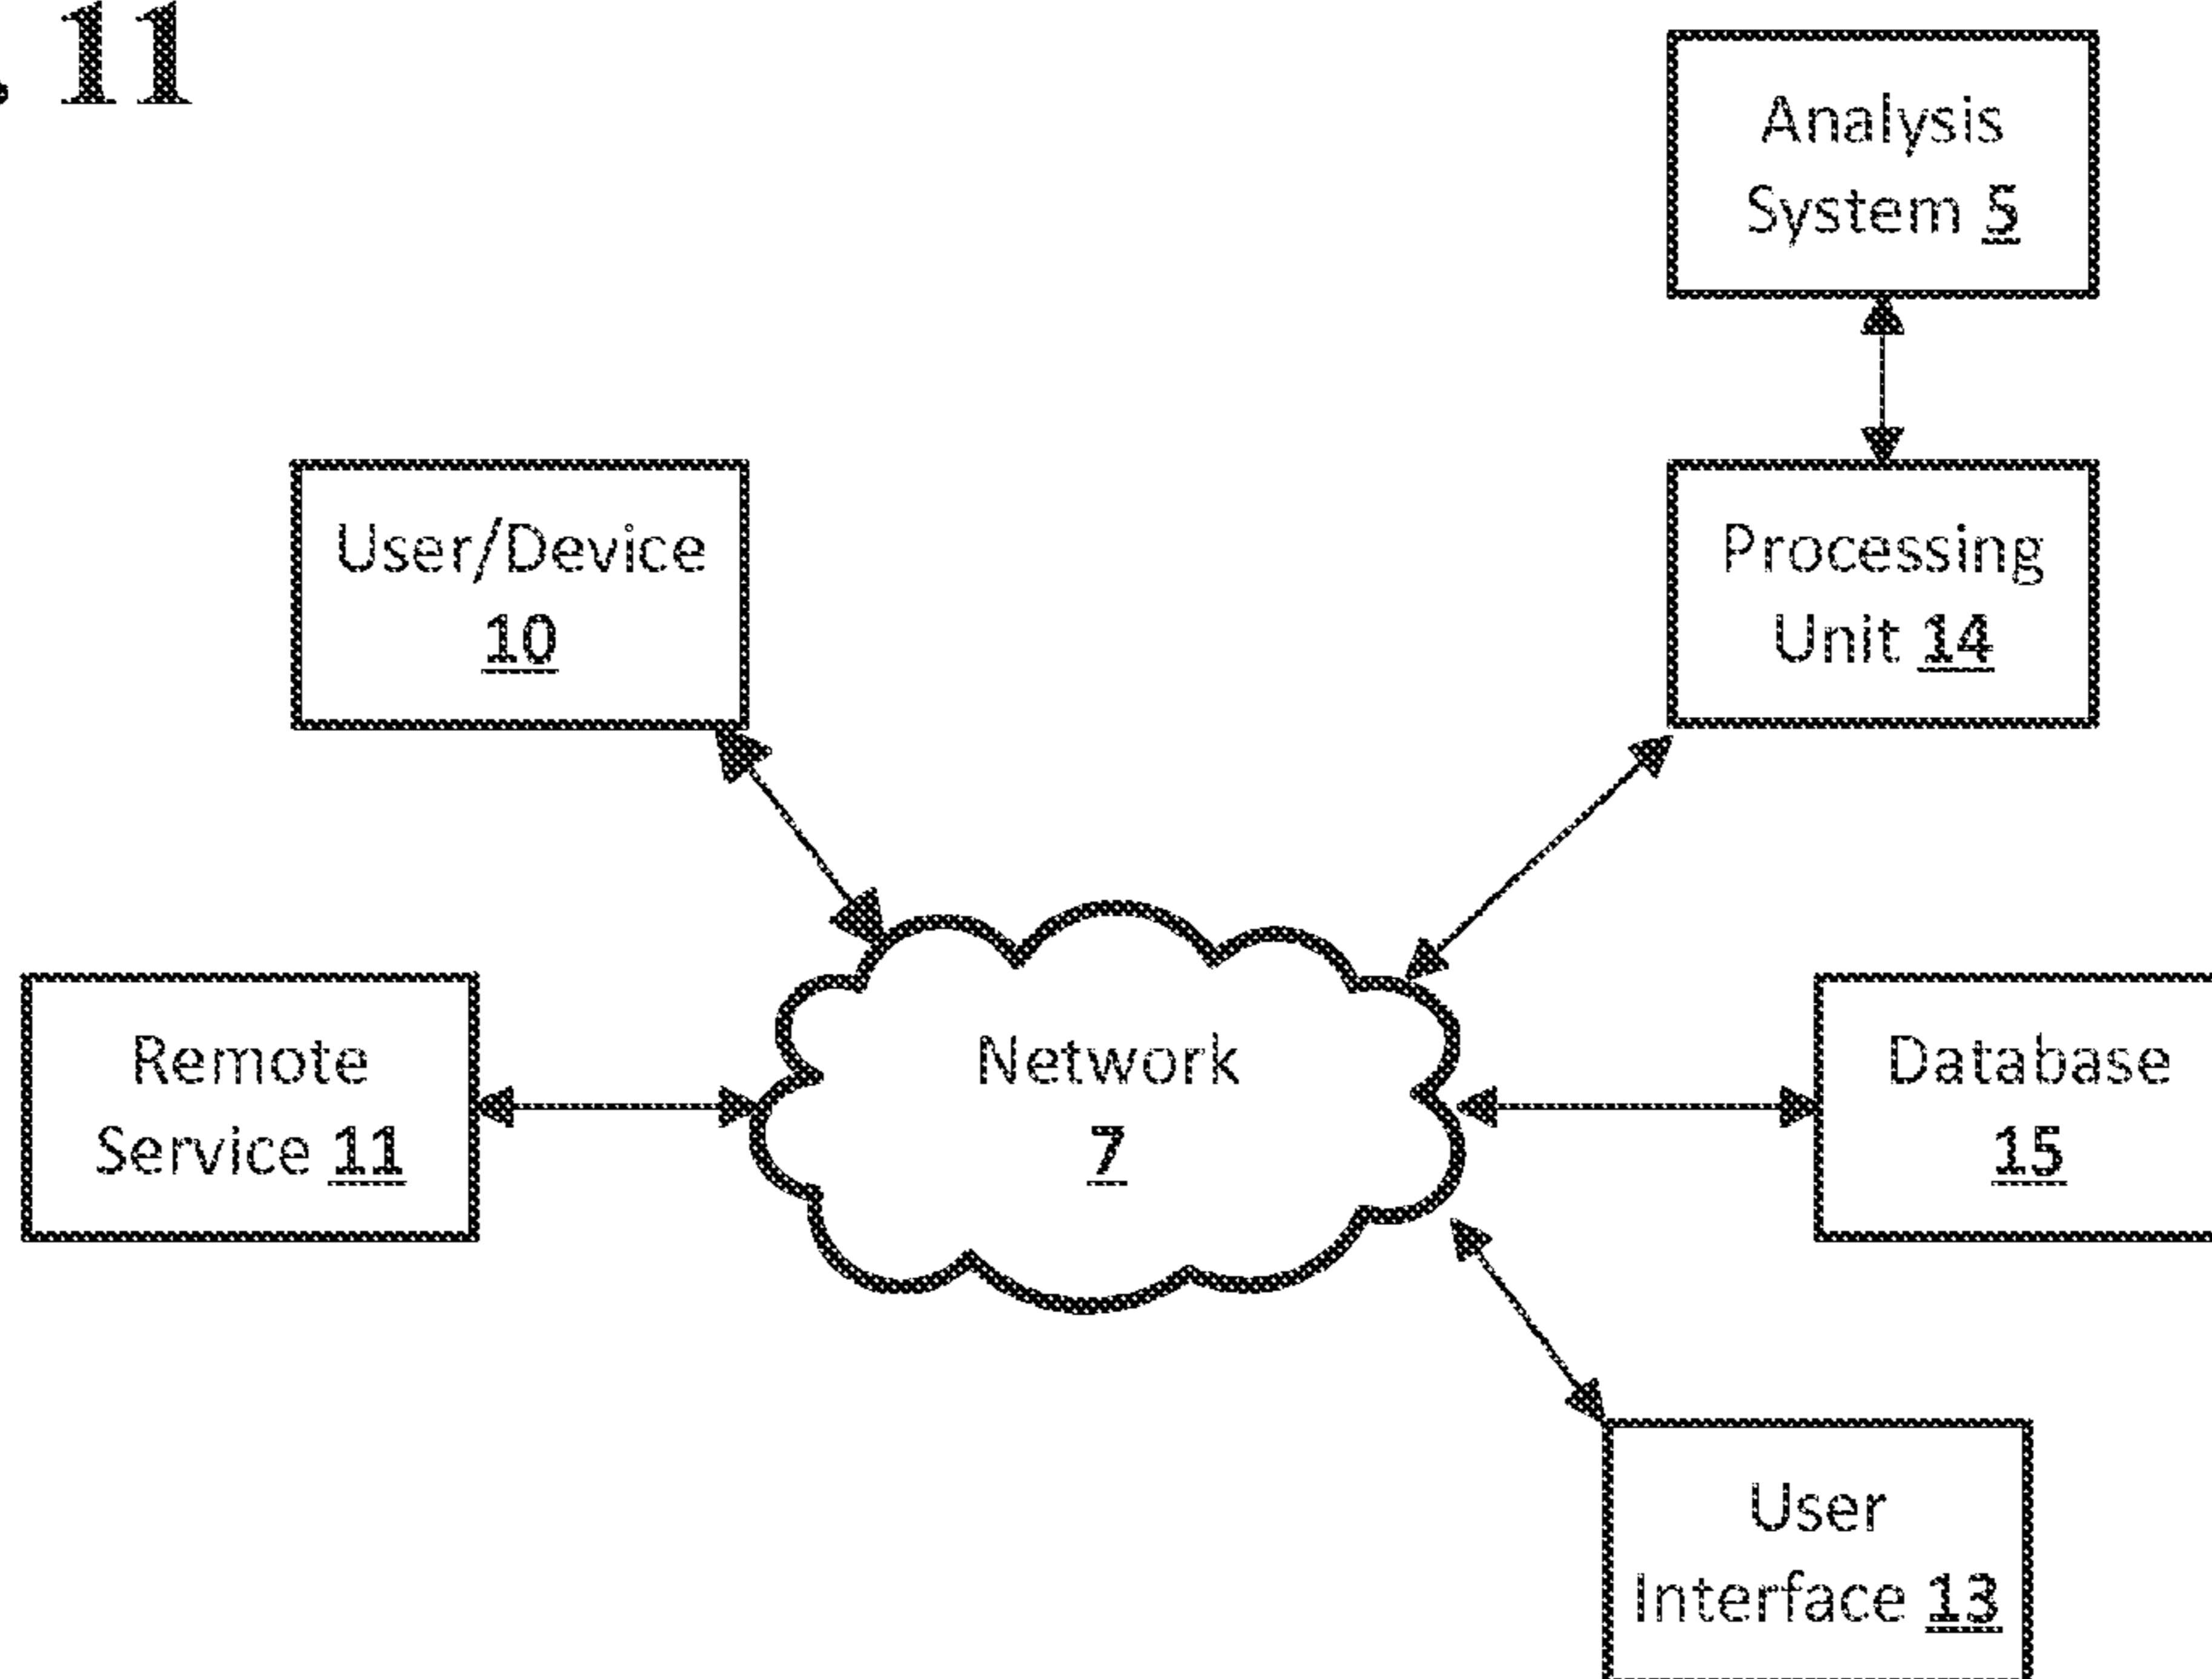 . 11
Analysis
System 5
User/Device
10
Processing
Unit 14
Remote
Service 11
Network
7
Database
15
User
Interface 13